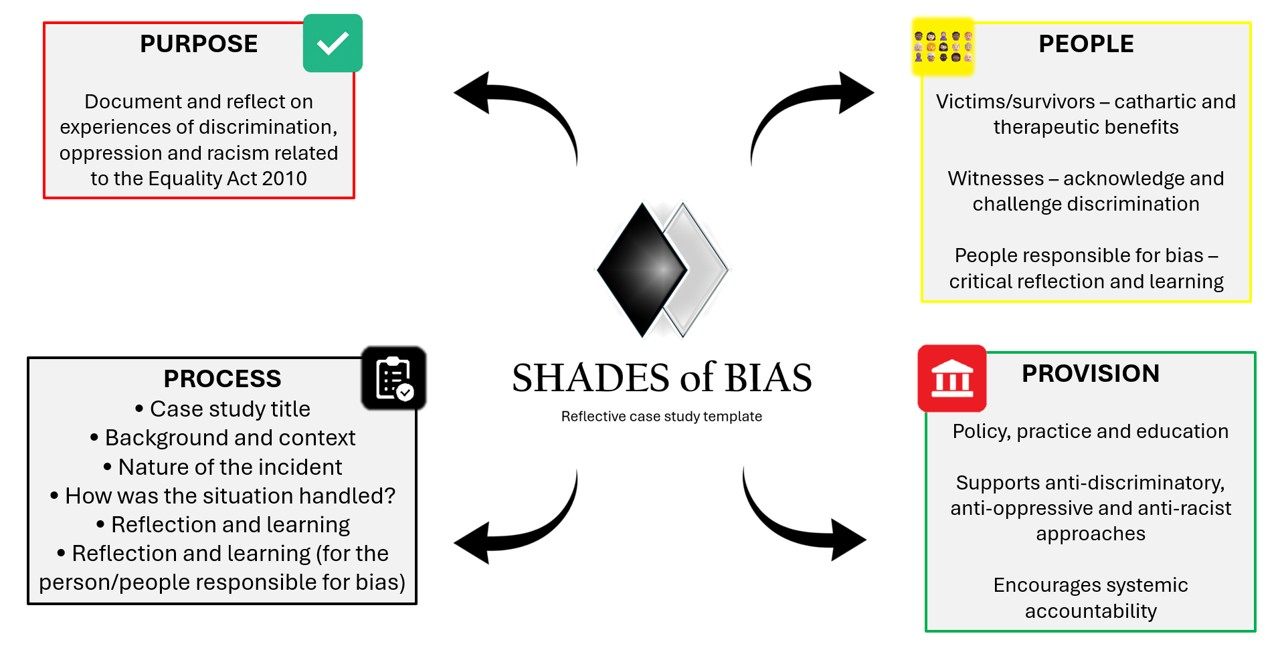 PURPOSE
Document and reflect on
experiences of discrimination,
oppression and racism related
to the Equality Act 2010
PEOPLE
Victims/survivors – cathartic and
therapeutic benefits
Witnesses – acknowledge and
challenge discrimination
People responsible for bias –
critical reflection and learning
SHADES of BIAS
Reflective case study template
PROCESS
• Case study title
• Background and context
• Nature of the incident
• How was the situation handled?
• Reflection and learning
• Reflection and learning (for the
person/people responsible for bias)
PROVISION
Policy, practice and education
Supports anti-discriminatory,
anti-oppressive and anti-racist
approaches
Encourages systemic
accountability